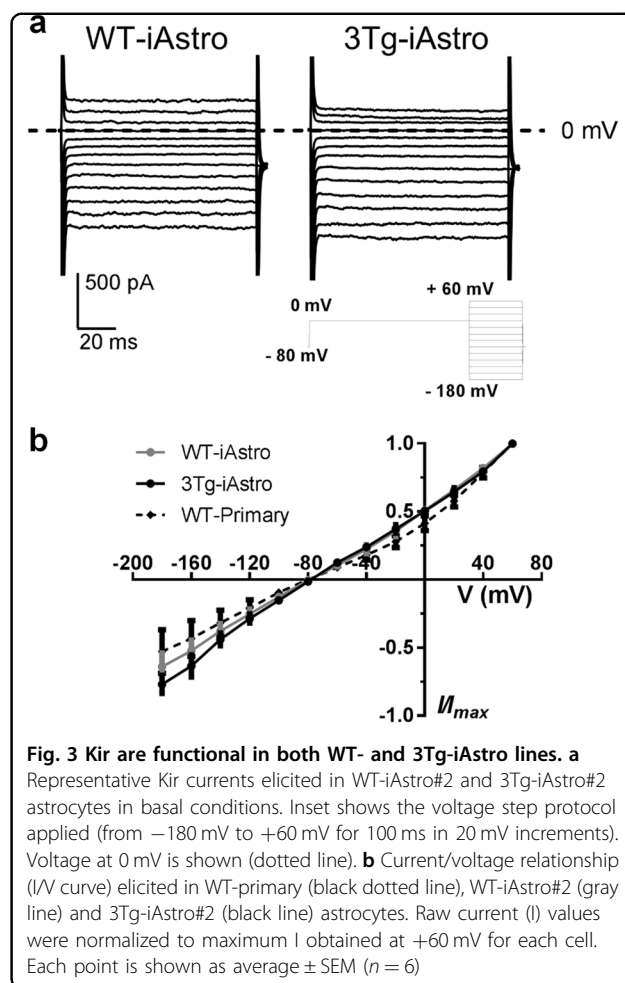 a
WT-iAstro 3Tg-iAstro
0 mV
500 pA
20 ms
+ 60 mV
0 mV
- 80 mV
- 180 mV
b
WT-iAstro
3Tg-iAstro
WT-Primary
1.0
0.5
-200 -160 -120 -80 -40 40 80
V (mV)
-0.5
-1.0
I/Imax
Fig. 3 Kir are functional in both WT- and 3Tg-iAstro lines. a
Representative Kir currents elicited in WT-iAstro#2 and 3Tg-iAstro#2
astrocytes in basal conditions. Inset shows the voltage step protocol
applied (from −180 mV to +60 mV for 100 ms in 20 mV increments).
Voltage at 0 mV is shown (dotted line). b Current/voltage relationship
(I/V curve) elicited in WT-primary (black dotted line), WT-iAstro#2 (gray
line) and 3Tg-iAstro#2 (black line) astrocytes. Raw current (I) values
were normalized to maximum I obtained at +60 mV for each cell.
Each point is shown as average ± SEM (n = 6)